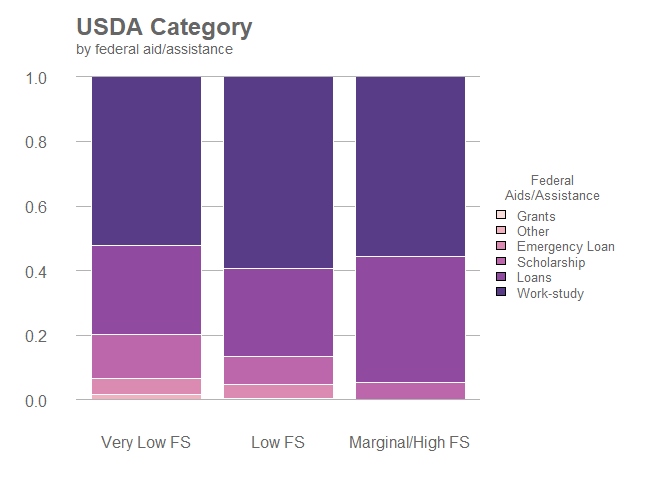 USDA Category
by federal aid/assistance
1.0
0.8
0.6
0.4
0.2
0.0
Very Low FS
Low FS
Marginal/High FS
Federal
Aids/Assistance
Grants
Other
Emergency Loan
Scholarship
Loans
Work-study